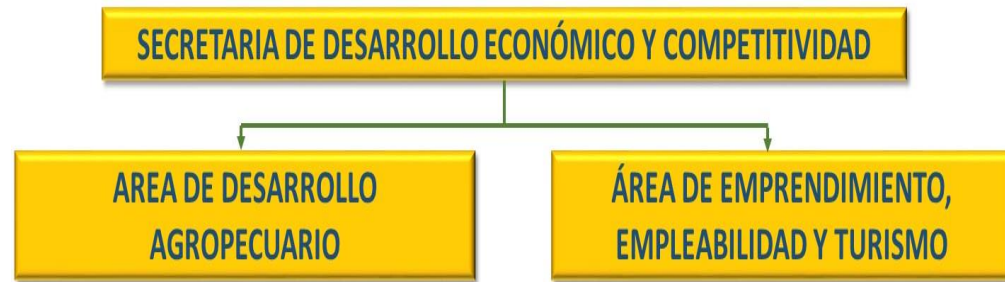 SECRETARIA DE DESARROLLO ECONÓMICO Y COMPETITIVIDAD
AREA DE DESARROLLO
AGROPECUARIO
ÁREA DE EMPRENDIMIENTO,
EMPLEABILIDAD Y TURISMO